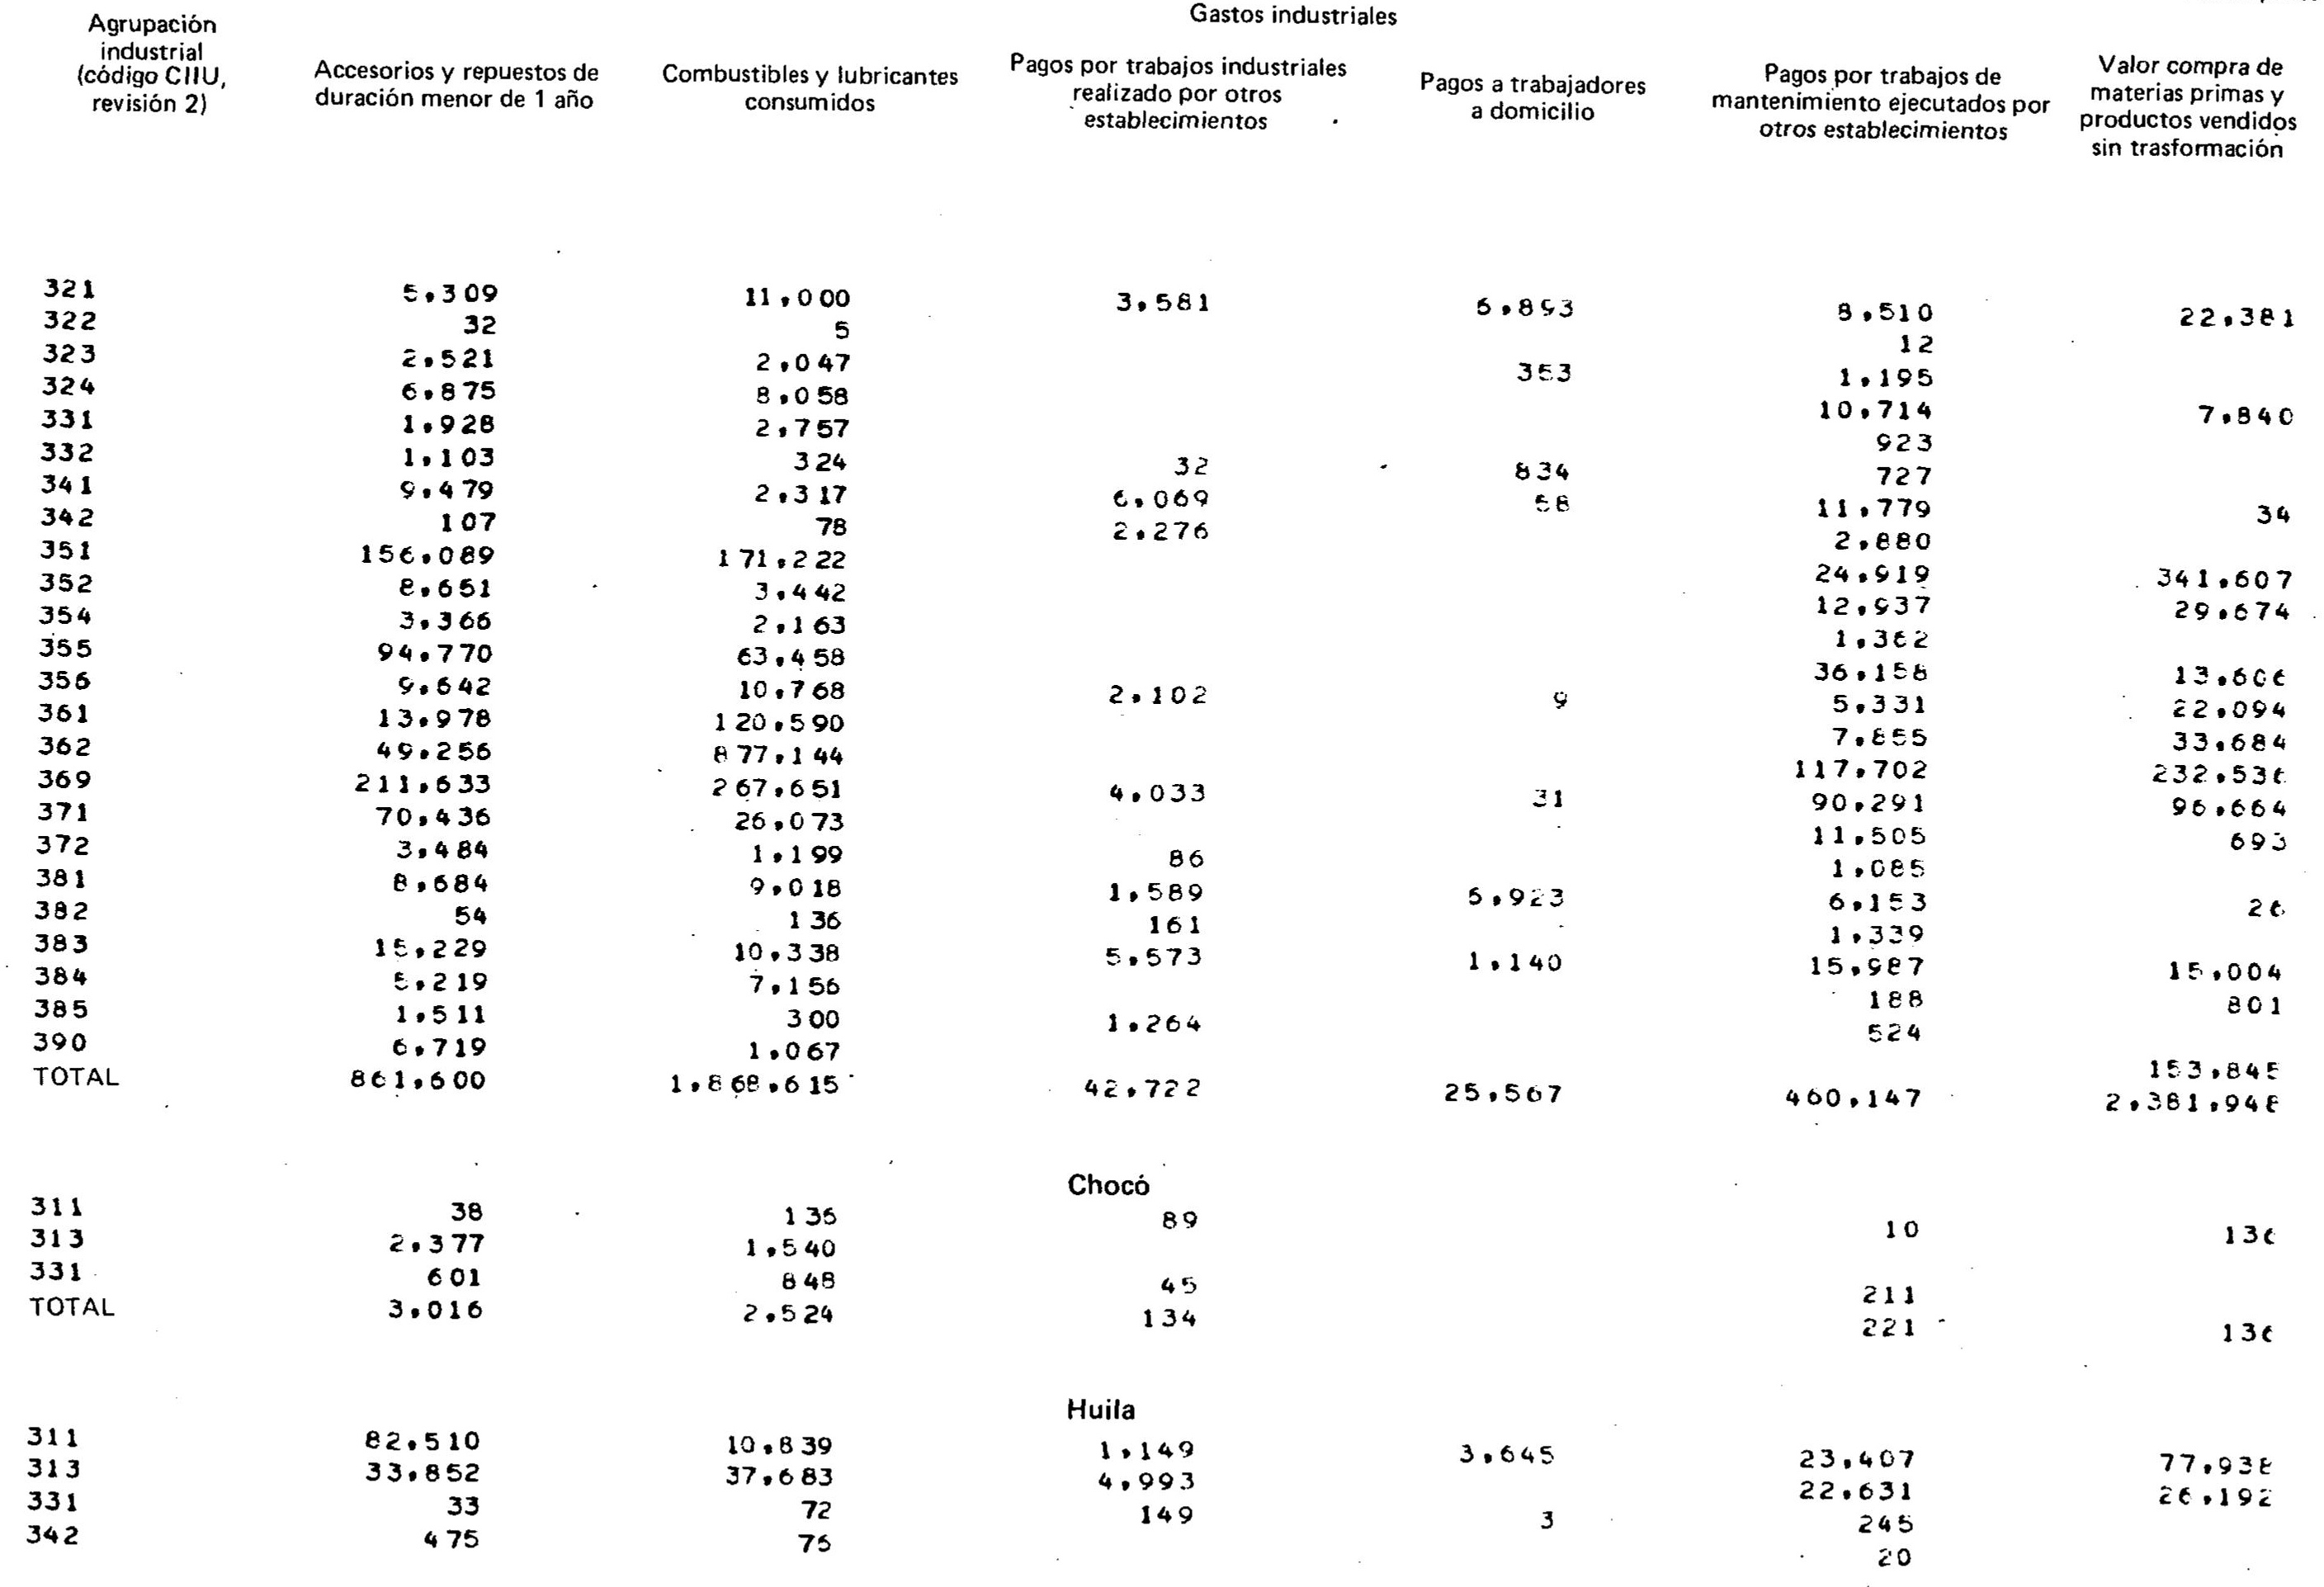 Gastos industriales
Agrupación industrial (código CIIU, revisión 2) Accesorios y repuestos de duración menor de 1 año Combustibles y lubricantes consumidos Pagos por trabajos industriales realizado por otros establecimientos Pagos a trabajadores a domicilio Pagos por trabajos de mantenimiento ejecutados por otros establecimientos Valor compra de materias primas y productos vendidos sin trasformación
321 5,309 11,000 3,581 6,893 8,510 22,381
322 32 5 12
323 2,521 2,047 353 1,195
324 6,875 8,058 10,714 7,840
331 1,928 2,757 923
332 1,103 324 32 834 727
341 9,479 2,317 6,069 58 11,779 34
342 107 78 2,276 2,880
351 156,089 171,222 24,919 341,607
352 8,651 3,442 12,937 29,674
354 3,366 2,163 1,362
355 94,770 63,458 36,158 13,606
356 9,642 10,768 2,102 9 5,331 22,094
361 13,978 120,590 7,855 33,684
362 49,256 877,144 117,702 232,536
369 211,633 267,651 4,033 31 90,291 96,664
371 70,436 26,073 11,505 693
372 3,484 1,199 86 1,085
381 8,684 9,018 1,589 5,923 6,153 26
382 54 136 161 1,339
383 15,229 10,338 5,573 1,140 15,987 15,004
384 5,219 7,156 188 801
385 1,511 300 1,264 524
390 6,719 1,067 153,845
TOTAL 861,600 1,868,615 42,722 25,567 460,147 2,381,948
Chocó
311 38 136 89 10 136
313 2,377 1,540
331 601 848 45 211
TOTAL 3,016 2,524 134 221 136
Huila
311 82,510 10,839 1,149 3,645 23,407 77,938
313 33,852 37,683 4,993 22,631 26,192
331 33 72 149 3 245
342 475 75 20